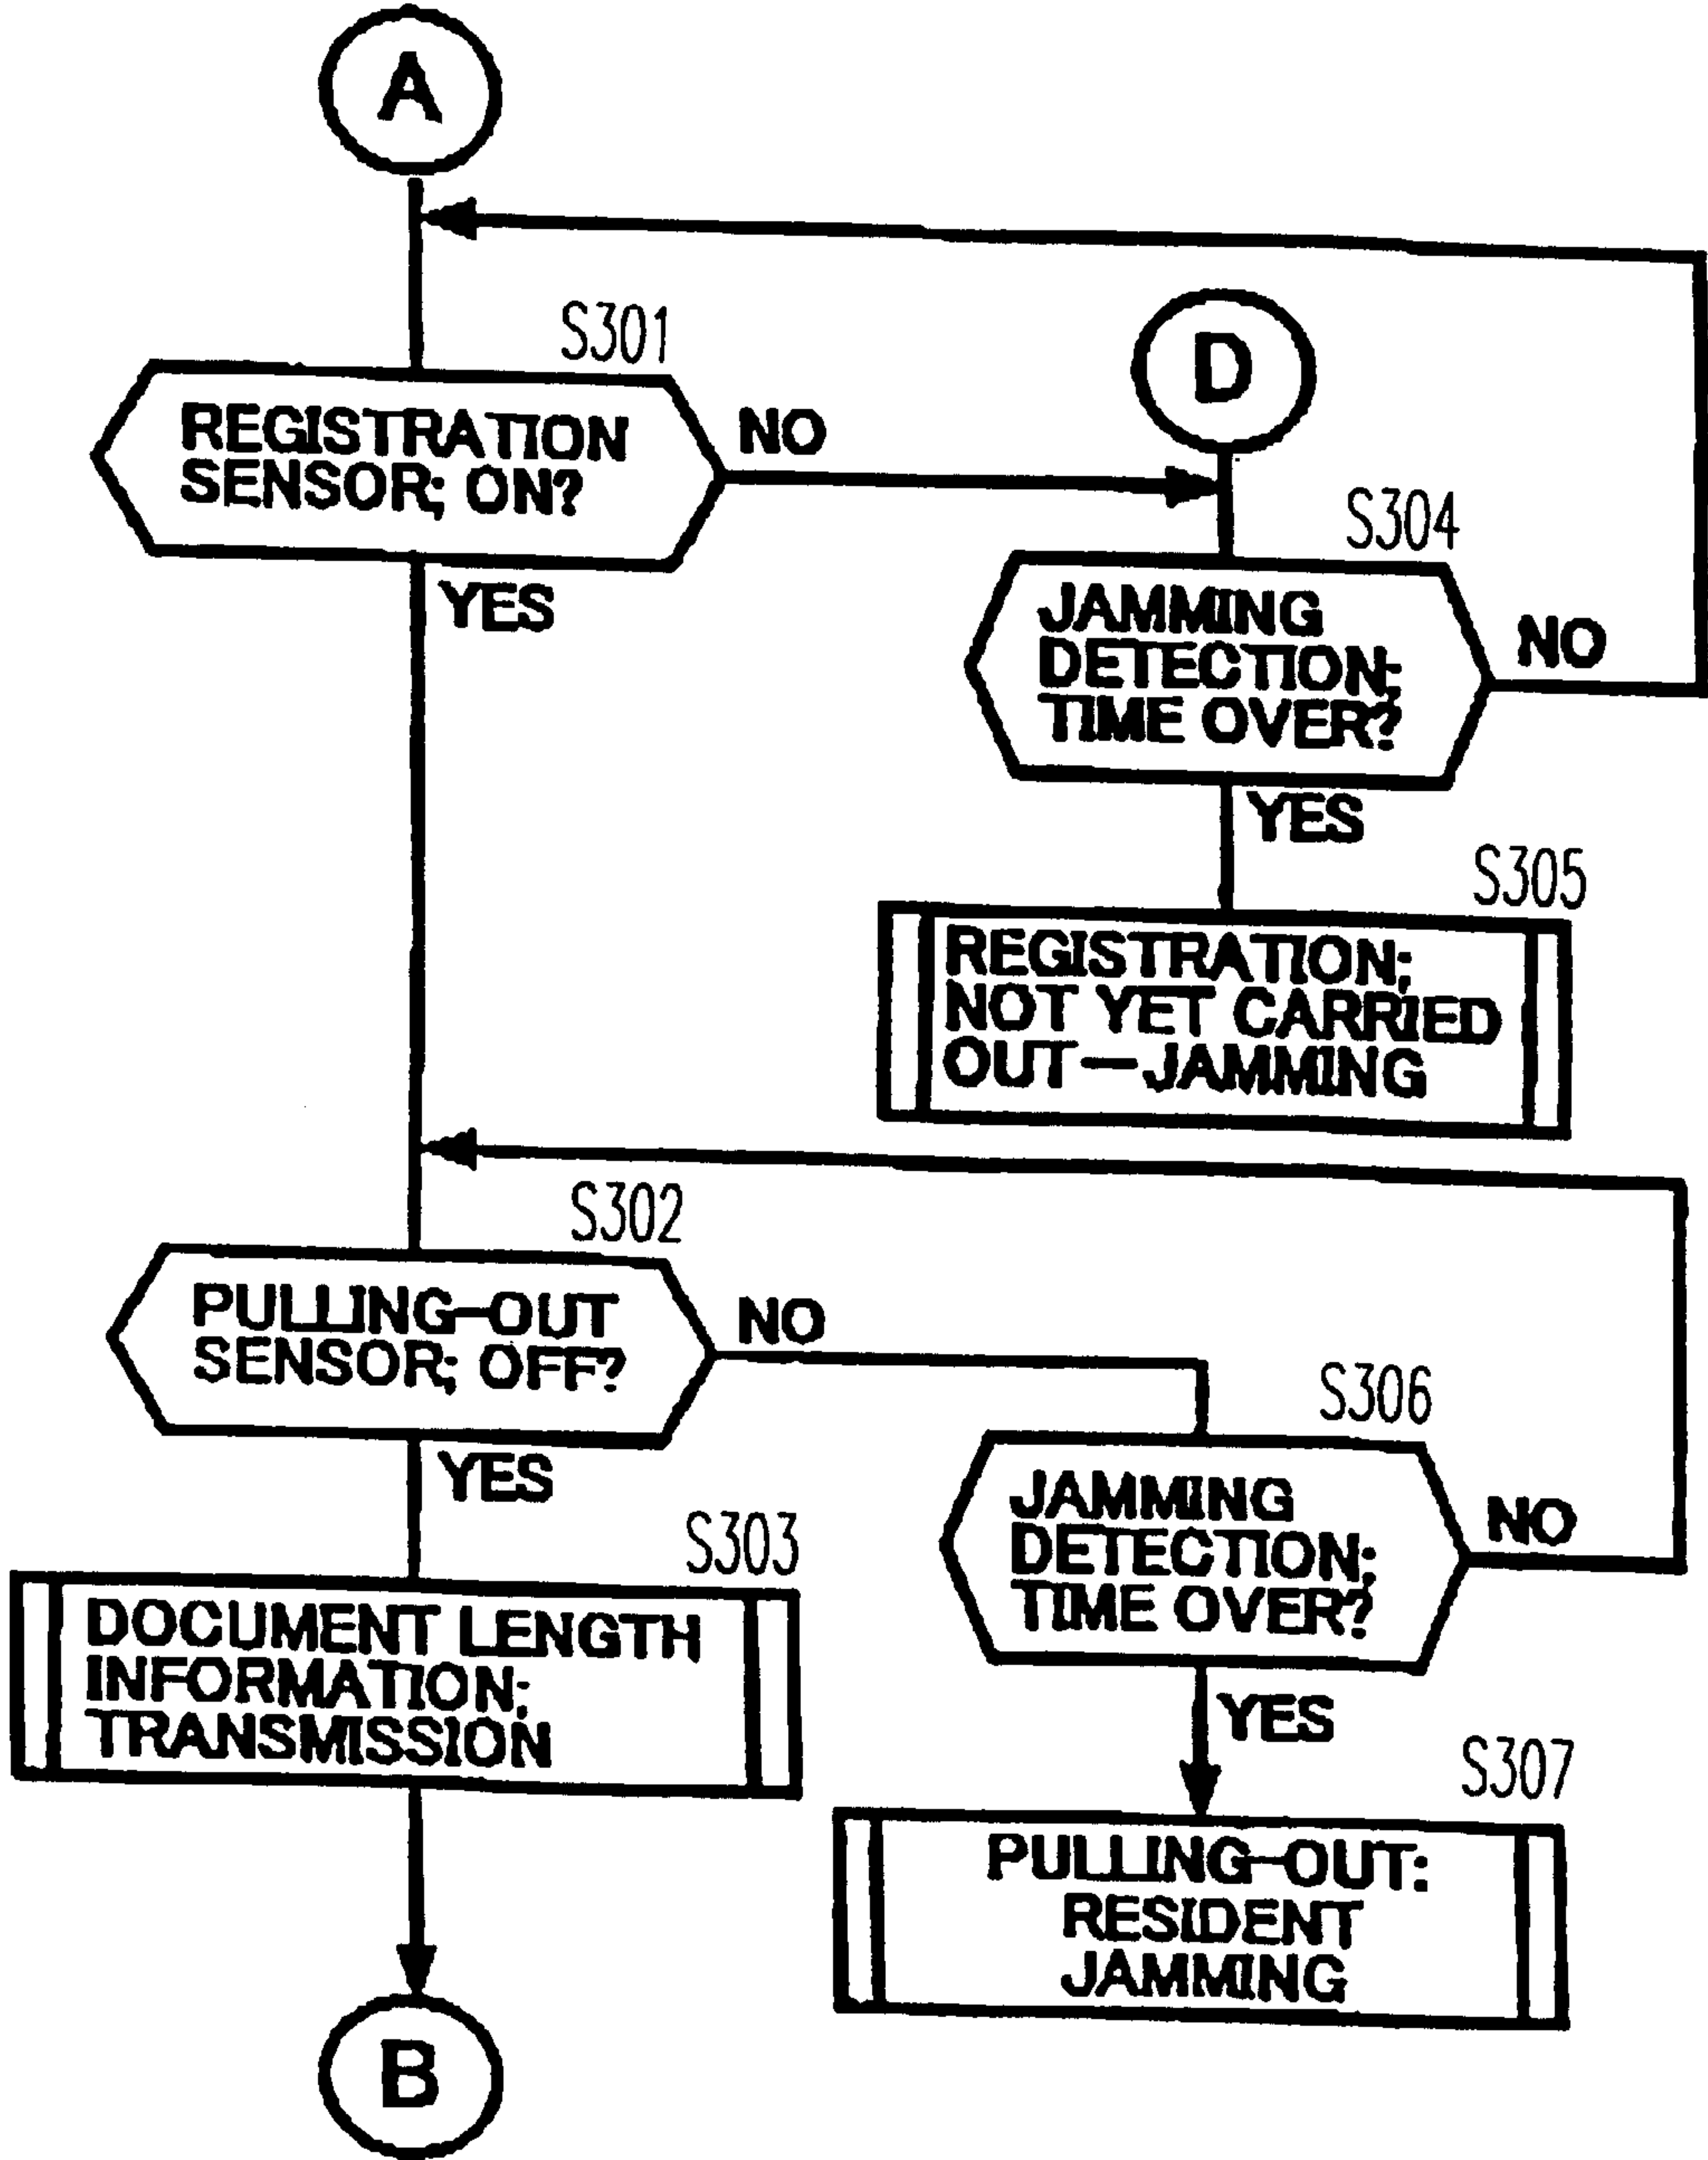 A
S301
REGISTRATION
SENSOR; ON?
NO
YES
D
S304
JAMMING
DETECTION;
TIME OVER?
NO
YES
S305
REGISTRATION;
NOT YET CARRIED
OUT—JAMMING
S302
PULLING-OUT
SENSOR; OFF?
NO
YES
S306
JAMMING
DETECTION;
TIME OVER?
NO
YES
S303
DOCUMENT LENGTH
INFORMATION;
TRANSMISSION
S307
PULLING-OUT:
RESIDENT
JAMMING
B